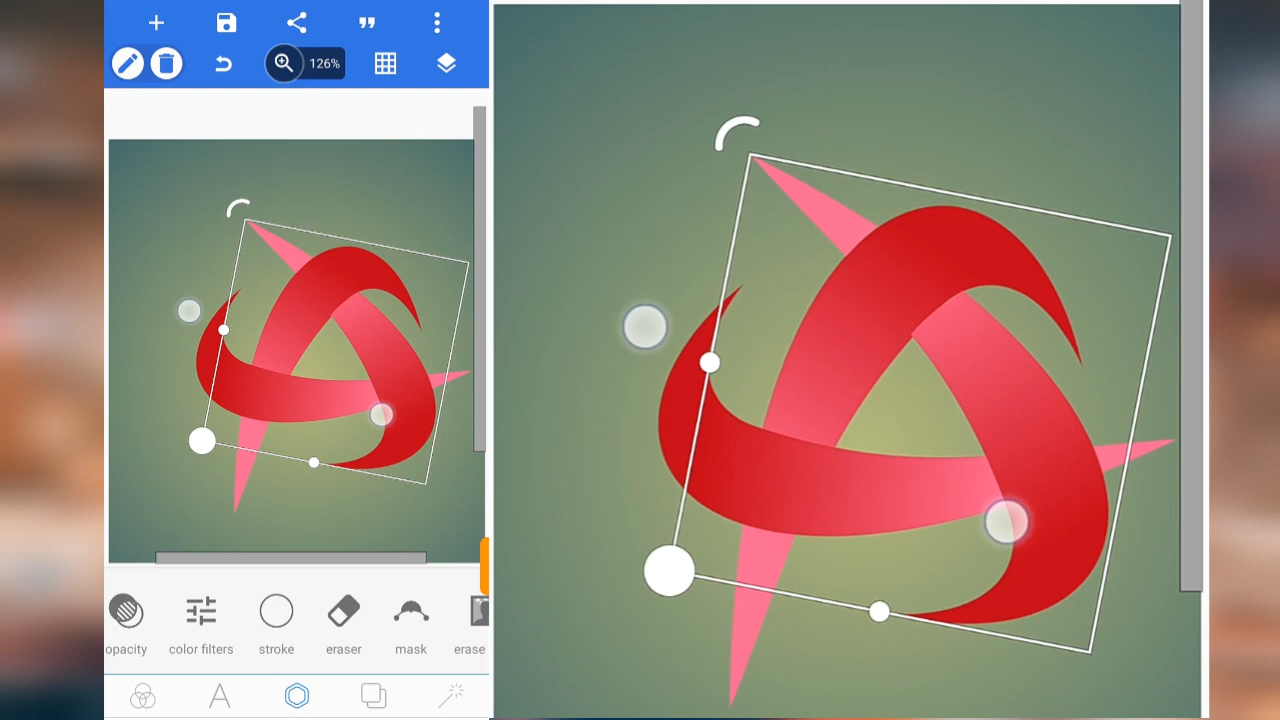 126%
opacity
color filters
stroke
eraser
mask
erase